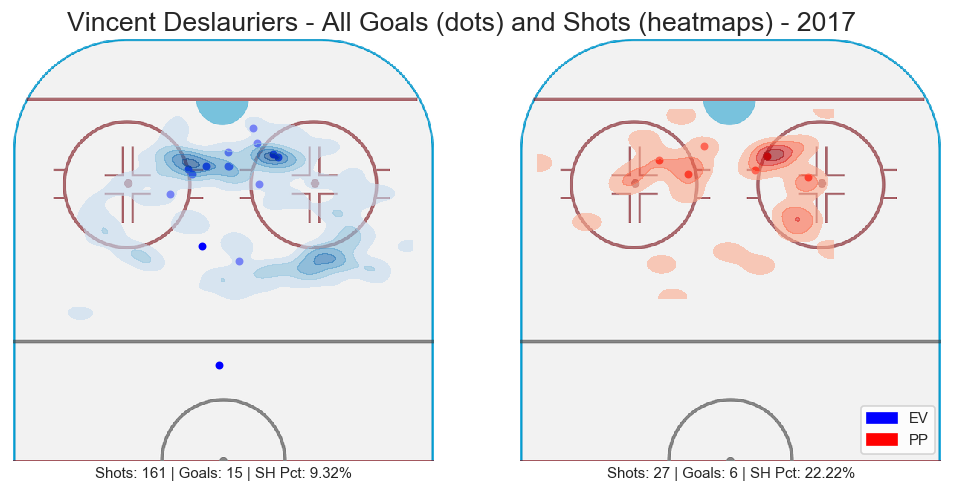 Vincent Deslauriers - All Goals (dots) and Shots (heatmaps) - 2017
EV
PP
Shots: 161 | Goals: 15 | SH Pct: 9.32%
Shots: 27 | Goals: 6 | SH Pct: 22.22%